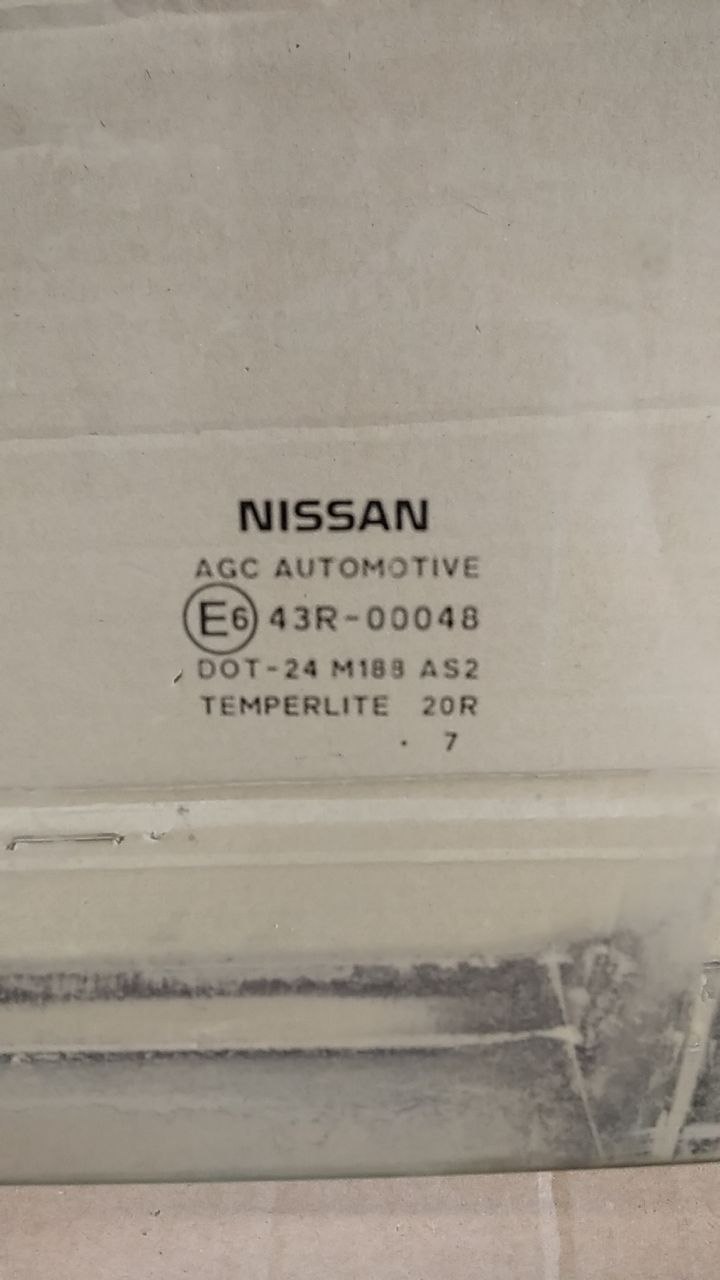 NISSAN
AGC AUTOMOTIVE
E6 43R-00048
DOT-24 M188 AS2
TEMPERLITE 20R
. 7